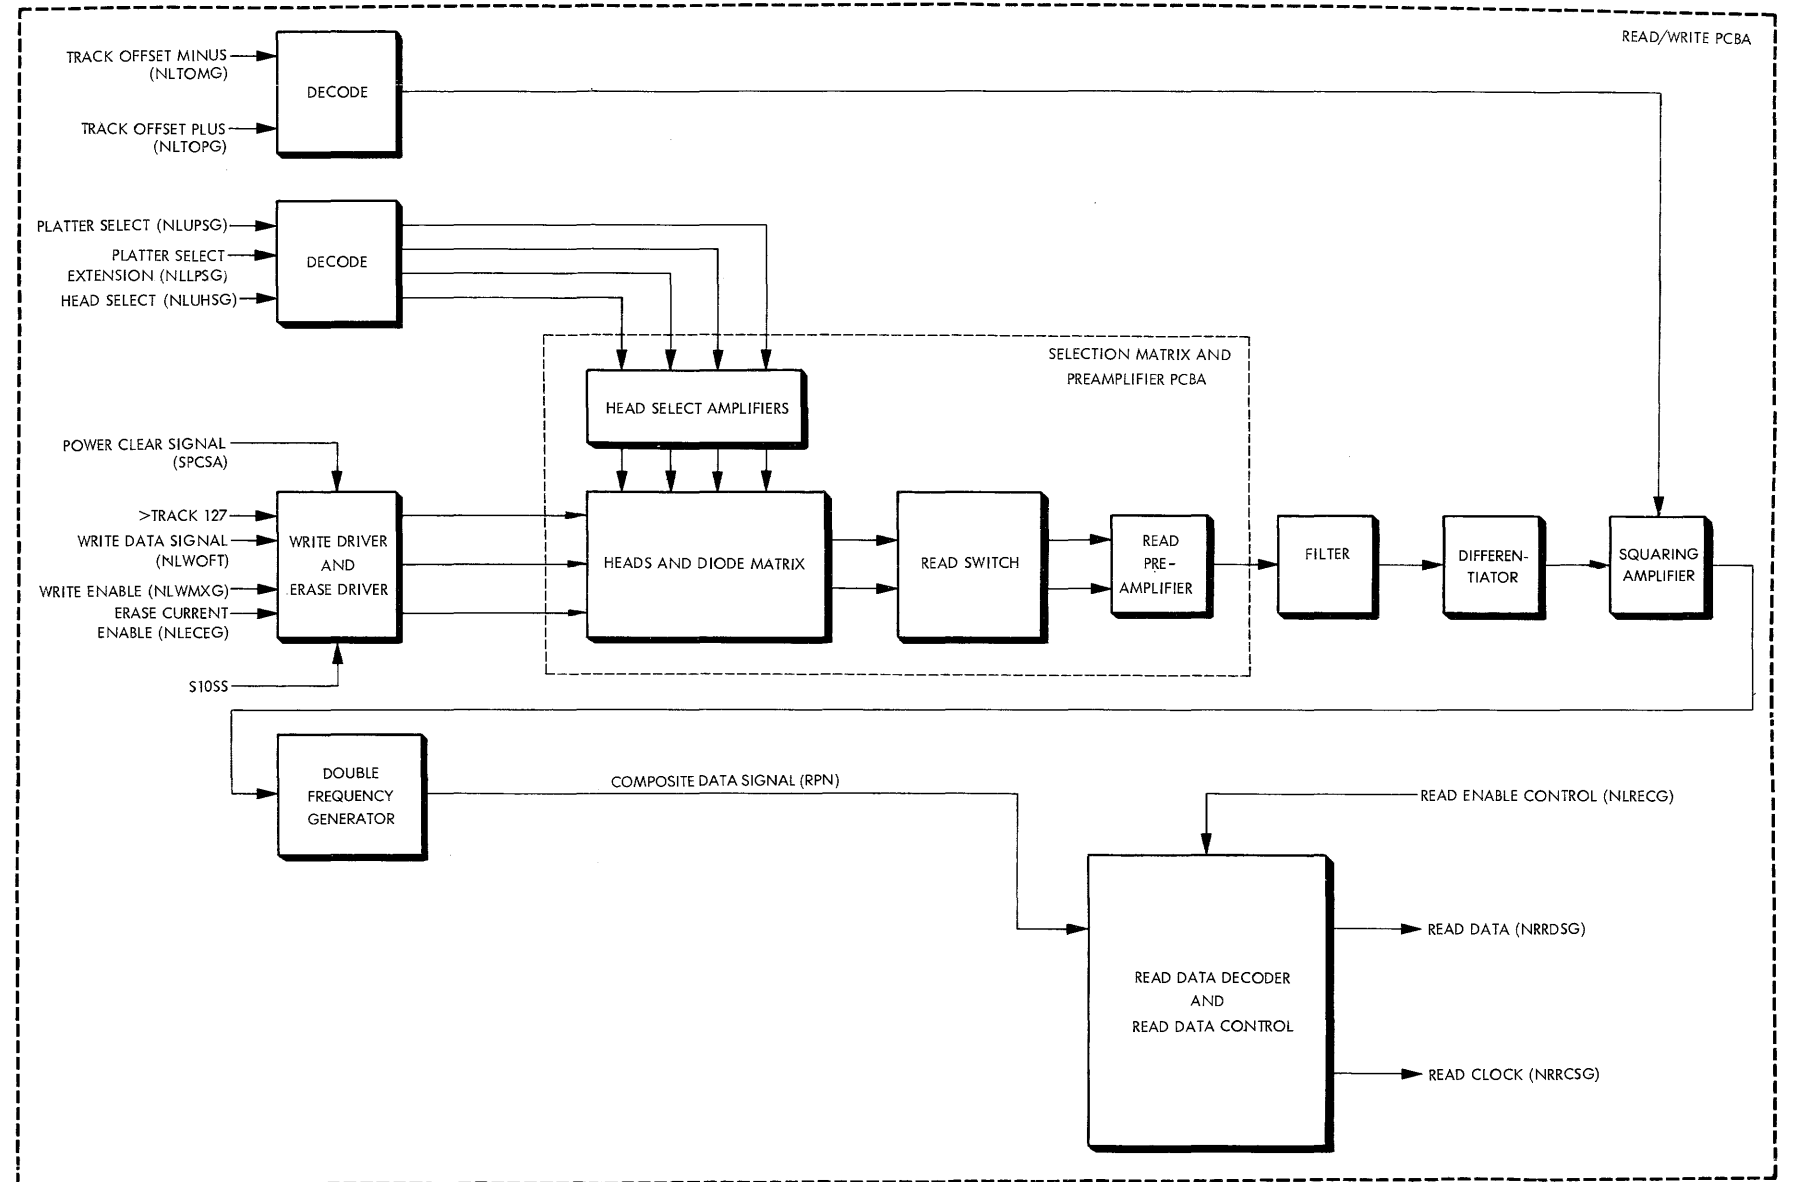 READ/WRITE PCBA
TRACK OFFSET MINUS
(NLTOMG)
DECODE
TRACK OFFSET PLUS
(NLTOPG)
PLATTER SELECT (NLUPSG)
PLATTER SELECT
EXTENSION (NLLPSG)
HEAD SELECT (NLUHSG)
DECODE
SELECTION MATRIX AND
PREAMPLIFIER PCBA
HEAD SELECT AMPLIFIERS
POWER CLEAR SIGNAL
(SPCSA)
>TRACK 127
WRITE DATA SIGNAL
(NLWOFT)
WRITE ENABLE (NLWMXG)
ERASE CURRENT
ENABLE (NLECEG)
S10SS
WRITE DRIVER
AND
ERASE DRIVER
HEADS AND DIODE MATRIX
READ SWITCH
READ
PRE-
AMPLIFIER
FILTER
DIFFEREN-
TIATOR
SQUARING
AMPLIFIER
DOUBLE
FREQUENCY
GENERATOR
COMPOSITE DATA SIGNAL (RPN)
READ ENABLE CONTROL (NLRECG)
READ DATA DECODER
AND
READ DATA CONTROL
READ DATA (NRRDSG)
READ CLOCK (NRRCSG)